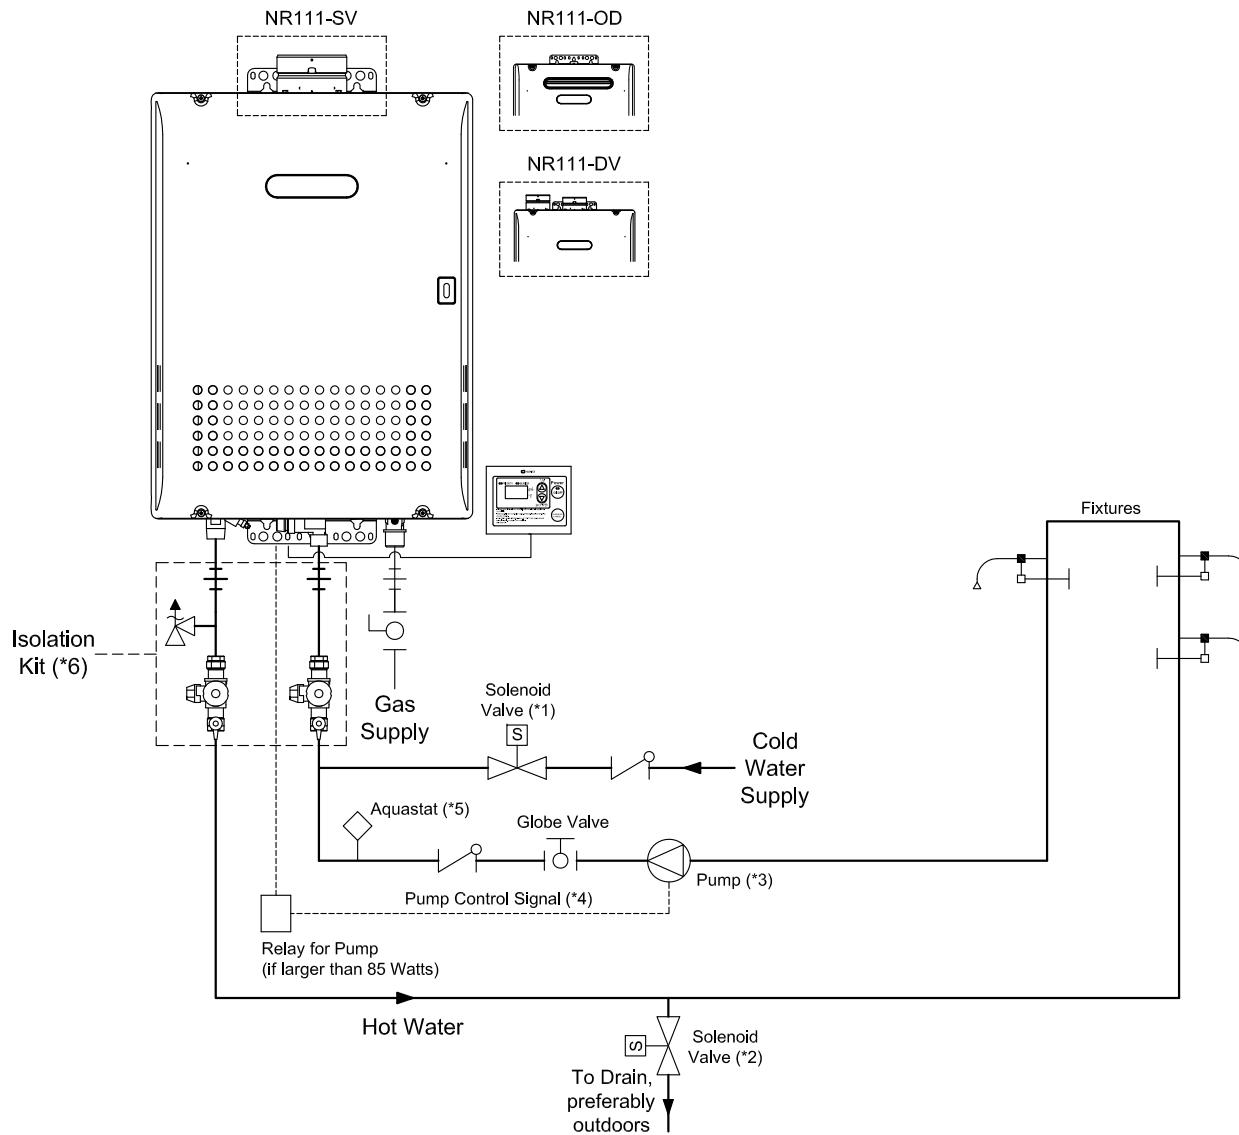 NR111-SV
NR111-OD
NR111-DV
Fixtures
Isolation
Kit (*6)
Gas
Supply
Solenoid
Valve (*1)
S
Cold
Water
Supply
Aquastat (*5)
Globe Valve
Pump (*3)
Pump Control Signal (*4)
Relay for Pump
(if larger than 85 Watts)
Hot Water
S
Solenoid
Valve (*2)
To Drain,
preferably
outdoors